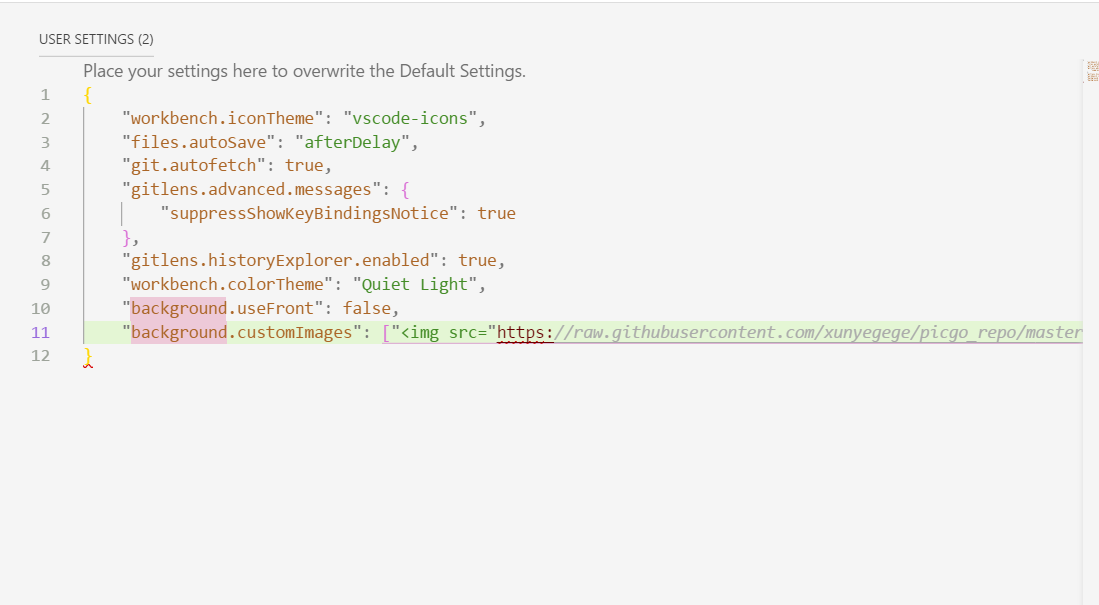 USER SETTINGS (2)
Place your settings here to overwrite the Default Settings.
1 {
2 "workbench.iconTheme": "vscode-icons",
3 "files.autoSave": "afterDelay",
4 "git.autofetch": true,
5 "gitlens.advanced.messages": {
6 "suppressShowKeyBindingsNotice": true
7 },
8 "gitlens.historyExplorer.enabled": true,
9 "workbench.colorTheme": "Quiet Light",
10 "background.useFront": false,
11 "background.customImages": ["<img src="https://raw.githubusercontent.com/xunyegege/picgo_repo/master
12 }